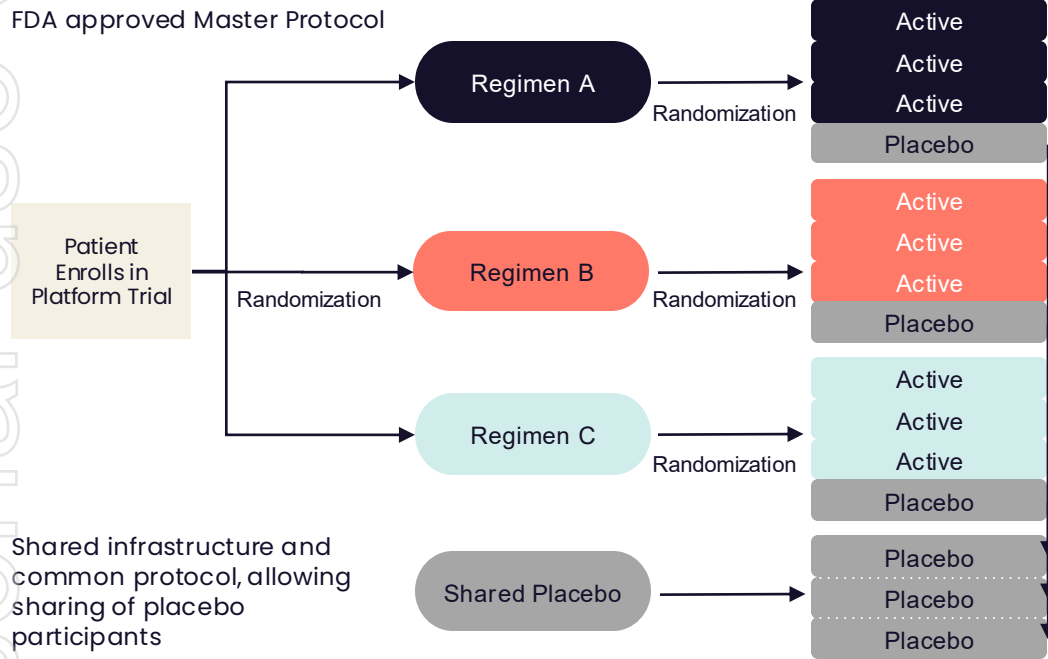 FDA approved Master Protocol
Patient
Enrolls in
Platform Trial
Randomization
Regimen A
Randomization
Active
Active
Active
Placebo
Regimen B
Randomization
Active
Active
Active
Placebo
Regimen C
Randomization
Active
Active
Active
Placebo
Shared infrastructure and
common protocol, allowing
sharing of placebo
participants
Shared Placebo
Placebo
Placebo
Placebo